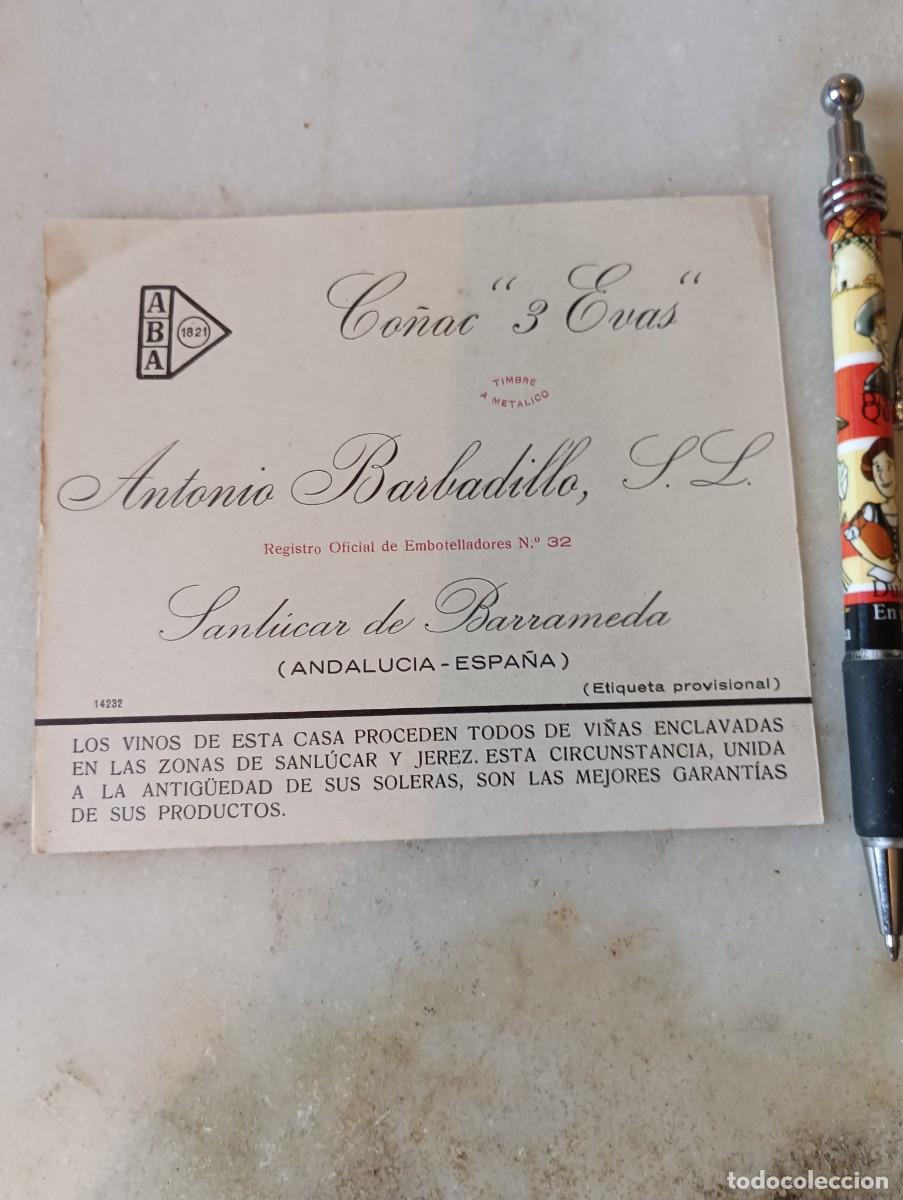 Coñac "3 Evas"
A
B
A
1821
TIMBRE
A METALICO
Antonio Barbadillo, S. L.
Registro Oficial de Embotelladores N.º 32
Sanlúcar de Barrameda
(ANDALUCIA - ESPAÑA)
(Etiqueta provisional)
14232
LOS VINOS DE ESTA CASA PROCEDEN TODOS DE VIÑAS ENCLAVADAS
EN LAS ZONAS DE SANLÚCAR Y JEREZ. ESTA CIRCUNSTANCIA, UNIDA
A LA ANTIGÜEDAD DE SUS SOLERAS, SON LAS MEJORES GARANTÍAS
DE SUS PRODUCTOS.
todocoleccion